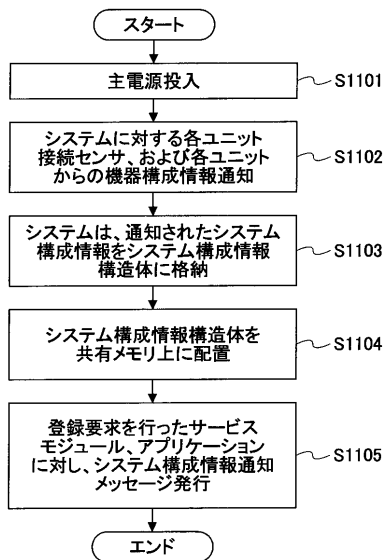 スタート
主電源投入
S1101
システムに対する各ユニット
接続センサ、および各ユニット
からの機器構成情報通知
S1102
システムは、通知されたシステム
構成情報をシステム構成情報
構造体に格納
S1103
システム構成情報構造体を
共有メモリ上に配置
S1104
登録要求を行ったサービス
モジュール、アプリケーション
に対し、システム構成情報通知
メッセージ発行
S1105
エンド